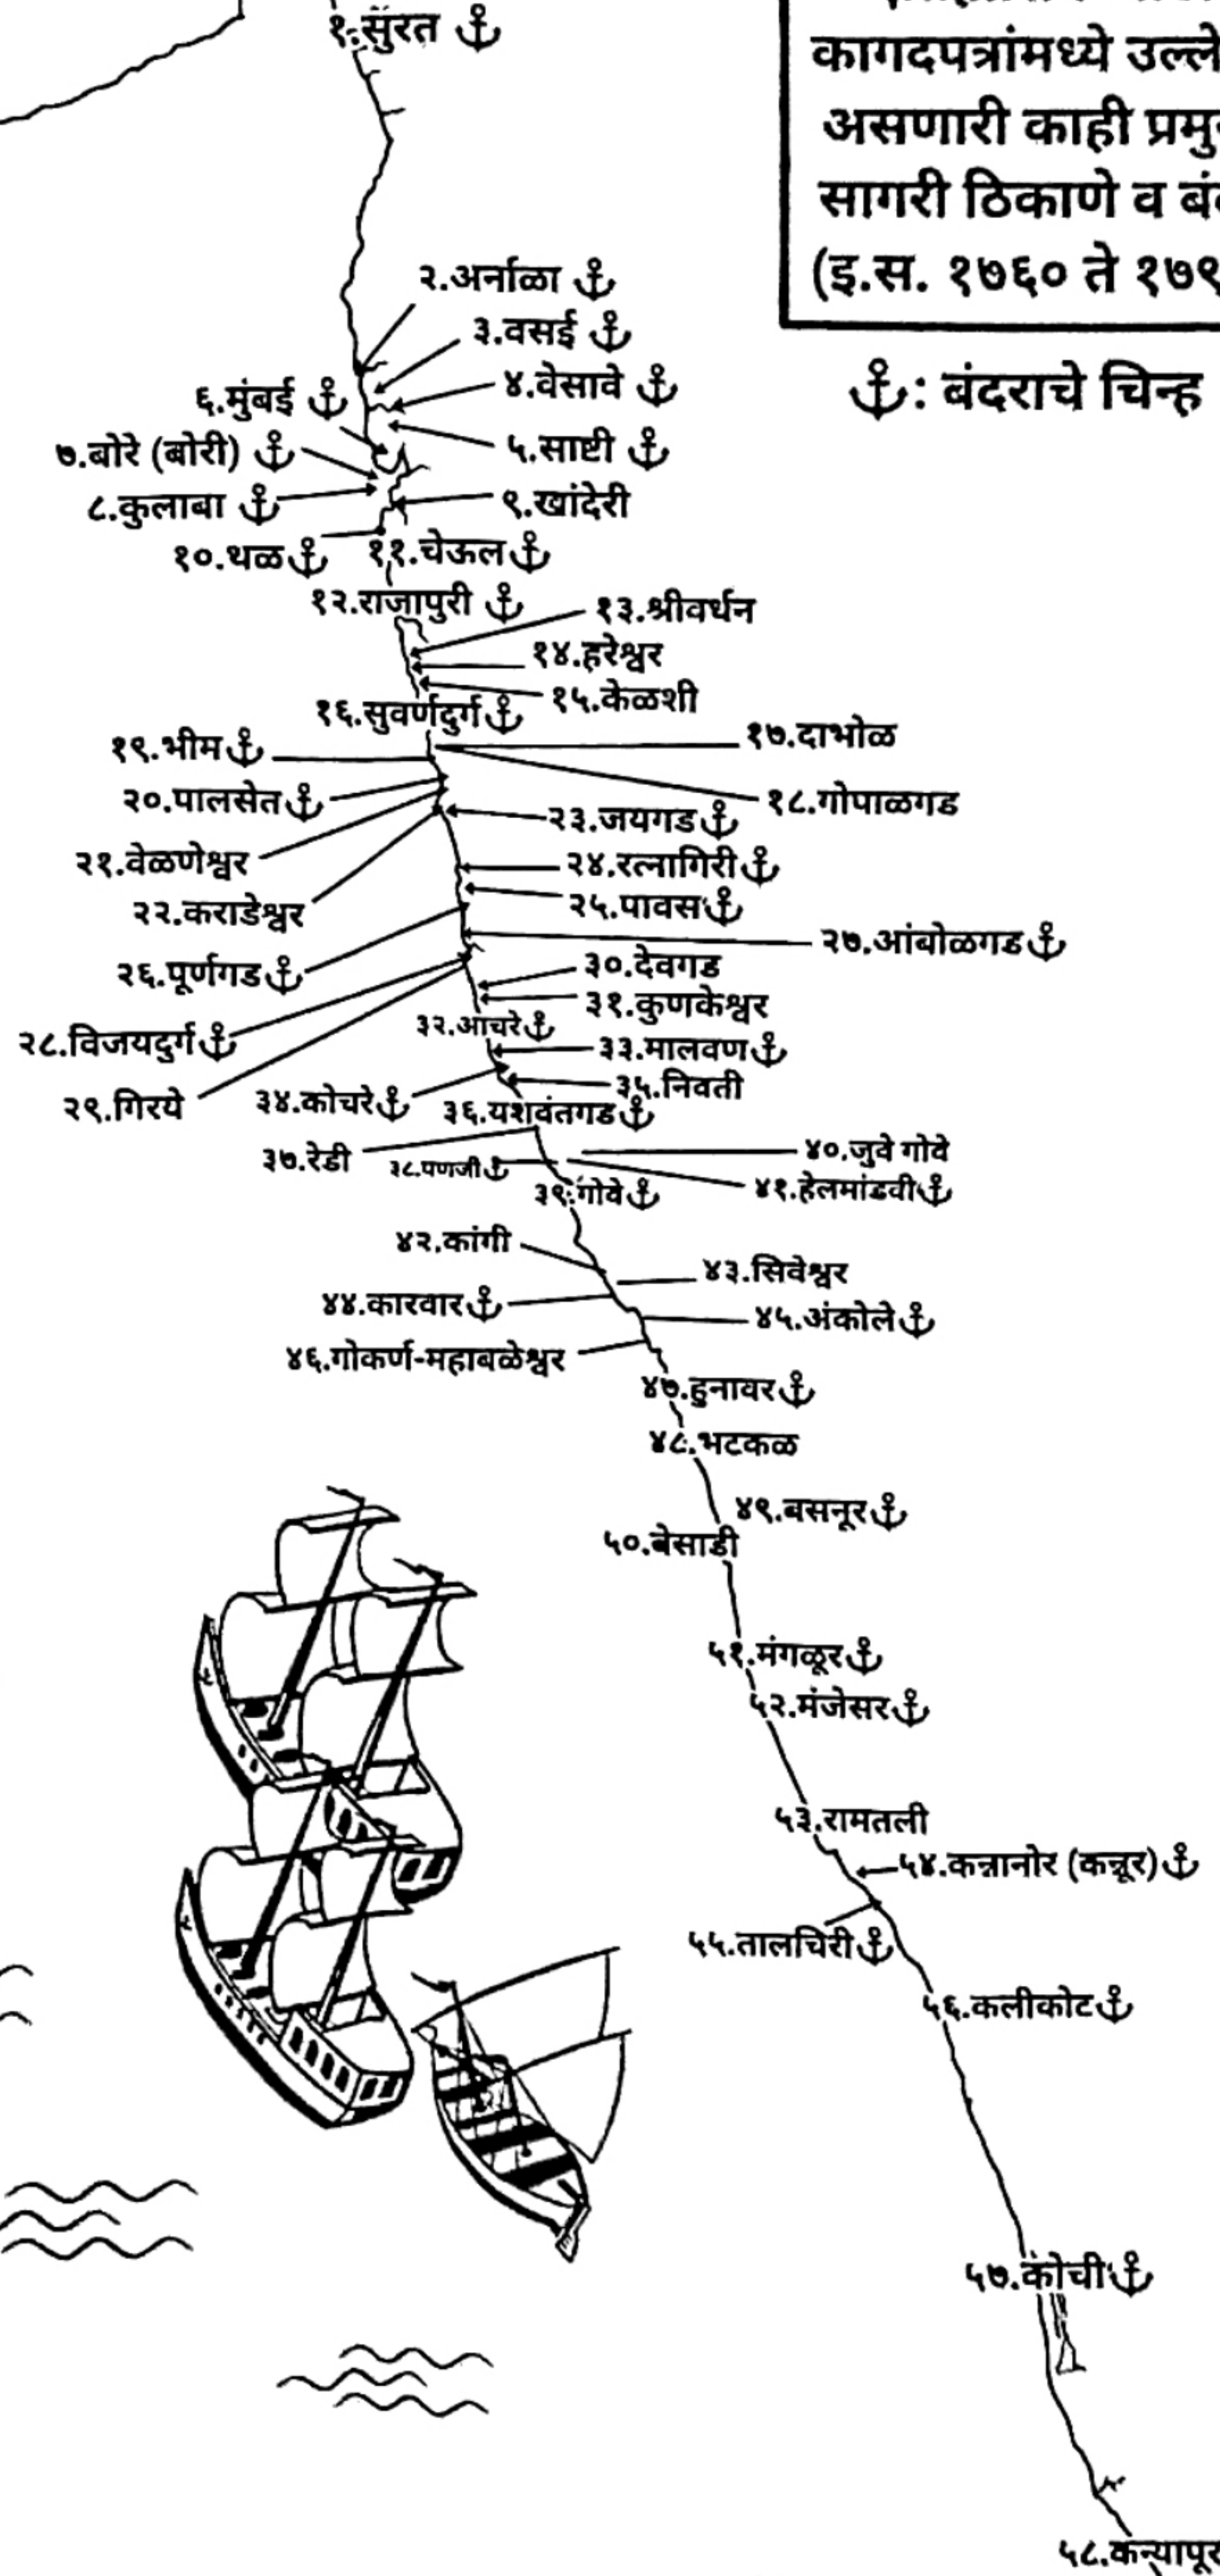 कागदपत्रांमध्ये उल्ले
असणारी काही प्रमु
सागरी ठिकाणे व बं
(इ.स. १७६० ते १७९
⚓: बंदराचे चिन्ह
१.सुरत
२.अर्नाळा
३.वसई
४.वेसावे
५.साष्टी
६.मुंबई
७.बोरे (बोरी)
८.कुलाबा
९.खांदेरी
१०.थळ
११.चेऊल
१२.राजापुरी
१३.श्रीवर्धन
१४.हरेश्वर
१५.केळशी
१६.सुवर्णदुर्ग
१७.दाभोळ
१८.गोपाळगड
१९.भीम
२०.पालसेत
२१.वेळणेश्वर
२२.कराडेश्वर
२३.जयगड
२४.रत्नागिरी
२५.पावस
२६.पूर्णगड
२७.आंबोळगड
२८.विजयदुर्ग
२९.गिरये
३०.देवगड
३१.कुणकेश्वर
३२.आचरे
३३.मालवण
३४.कोचरे
३५.निवती
३६.यशवंतगड
३७.रेडी
३८.पणजी
३९.गोवे
४०.जुवे गोवे
४१.हेलमांडवी
४२.कांगी
४३.सिवेश्वर
४४.कारवार
४५.अंकोले
४६.गोकर्ण-महाबळेश्वर
४७.हुनावर
४८.भटकळ
४९.बसनूर
५०.बेसाडी
५१.मंगळूर
५२.मंजेसर
५३.रामतली
५४.कन्नानोर (कन्नूर)
५५.तालचिरी
५६.कलीकोट
५७.कोची
५८.कन्यापूर